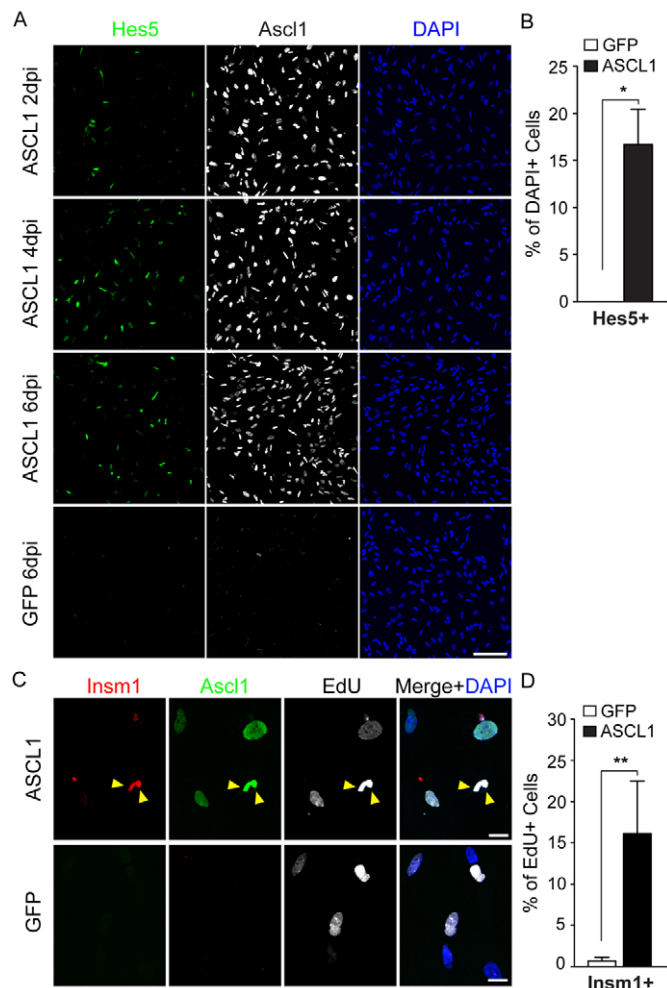 A
Hes5 Ascl1 DAPI
ASCL1 2dpi
ASCL1 4dpi
ASCL1 6dpi
GFP 6dpi
B
GFP
ASCL1
*
% of DAPI+ Cells
25
20
15
10
5
0
Hes5+
C
Insm1 Ascl1 EdU Merge+DAPI
ASCL1
GFP
D
GFP
ASCL1
**
% of EdU+ Cells
30
25
20
15
10
5
0
Insm1+